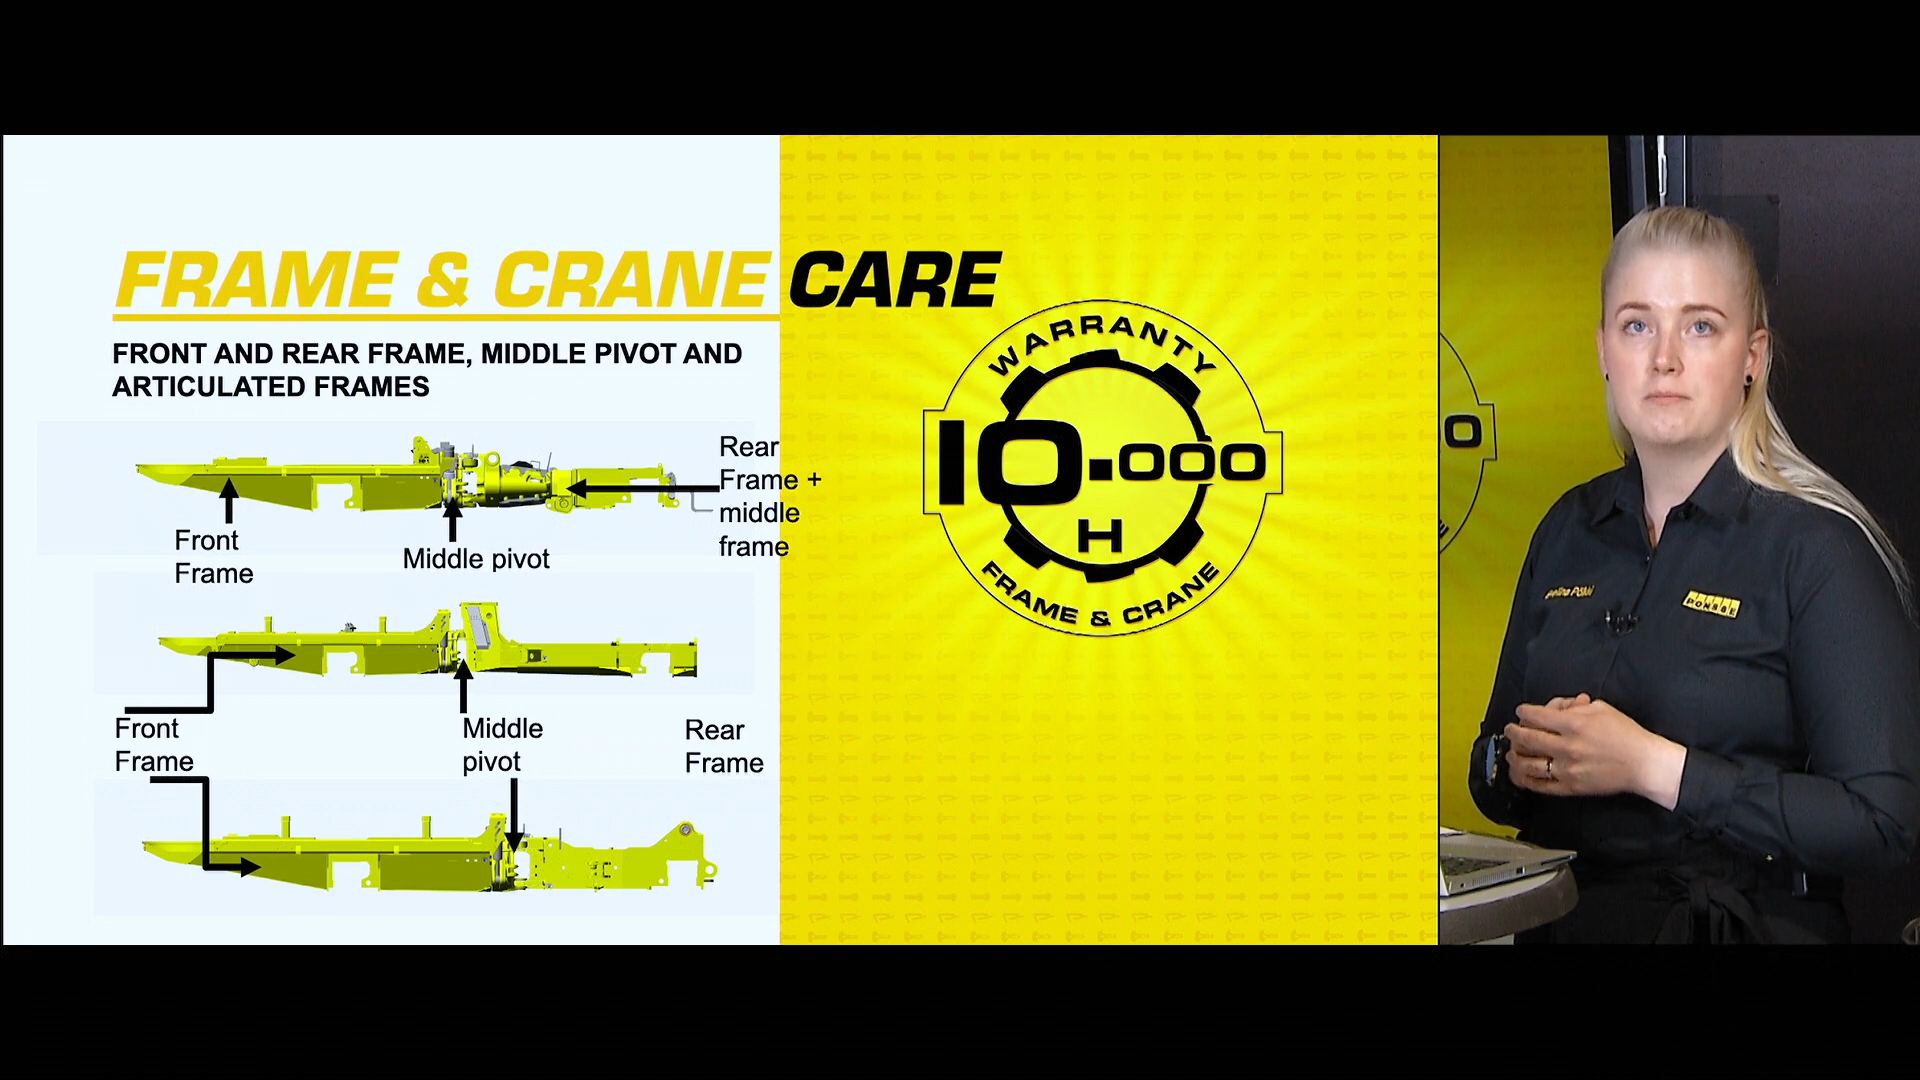 FRAME & CRANE CARE
FRONT AND REAR FRAME, MIDDLE PIVOT AND
ARTICULATED FRAMES
Rear
Frame +
middle
frame
Front
Frame
Middle pivot
Front
Frame
Middle
pivot
Rear
Frame
WARRANTY
10.000
H
FRAME & CRANE
0
PONSSE